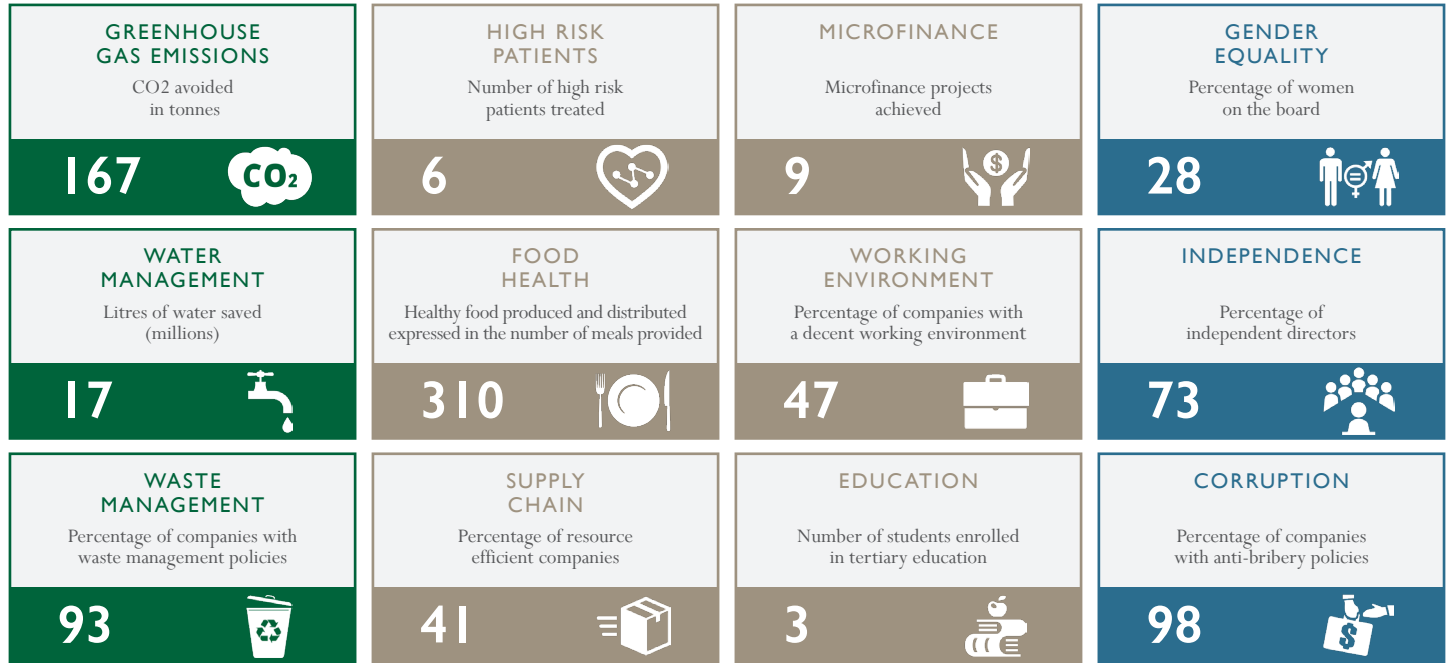 GREENHOUSE
GAS EMISSIONS
CO2 avoided
in tonnes
167
CO2
HIGH RISK
PATIENTS
Number of high risk
patients treated
6
MICROFINANCE
Microfinance projects
achieved
9
$
GENDER
EQUALITY
Percentage of women
on the board
28
WATER
MANAGEMENT
Litres of water saved
(millions)
17
FOOD
HEALTH
Healthy food produced and distributed
expressed in the number of meals provided
310
WORKING
ENVIRONMENT
Percentage of companies with
a decent working environment
47
INDEPENDENCE
Percentage of
independent directors
73
WASTE
MANAGEMENT
Percentage of companies with
waste management policies
93
SUPPLY
CHAIN
Percentage of resource
efficient companies
41
EDUCATION
Number of students enrolled
in tertiary education
3
CORRUPTION
Percentage of companies
with anti-bribery policies
98
$